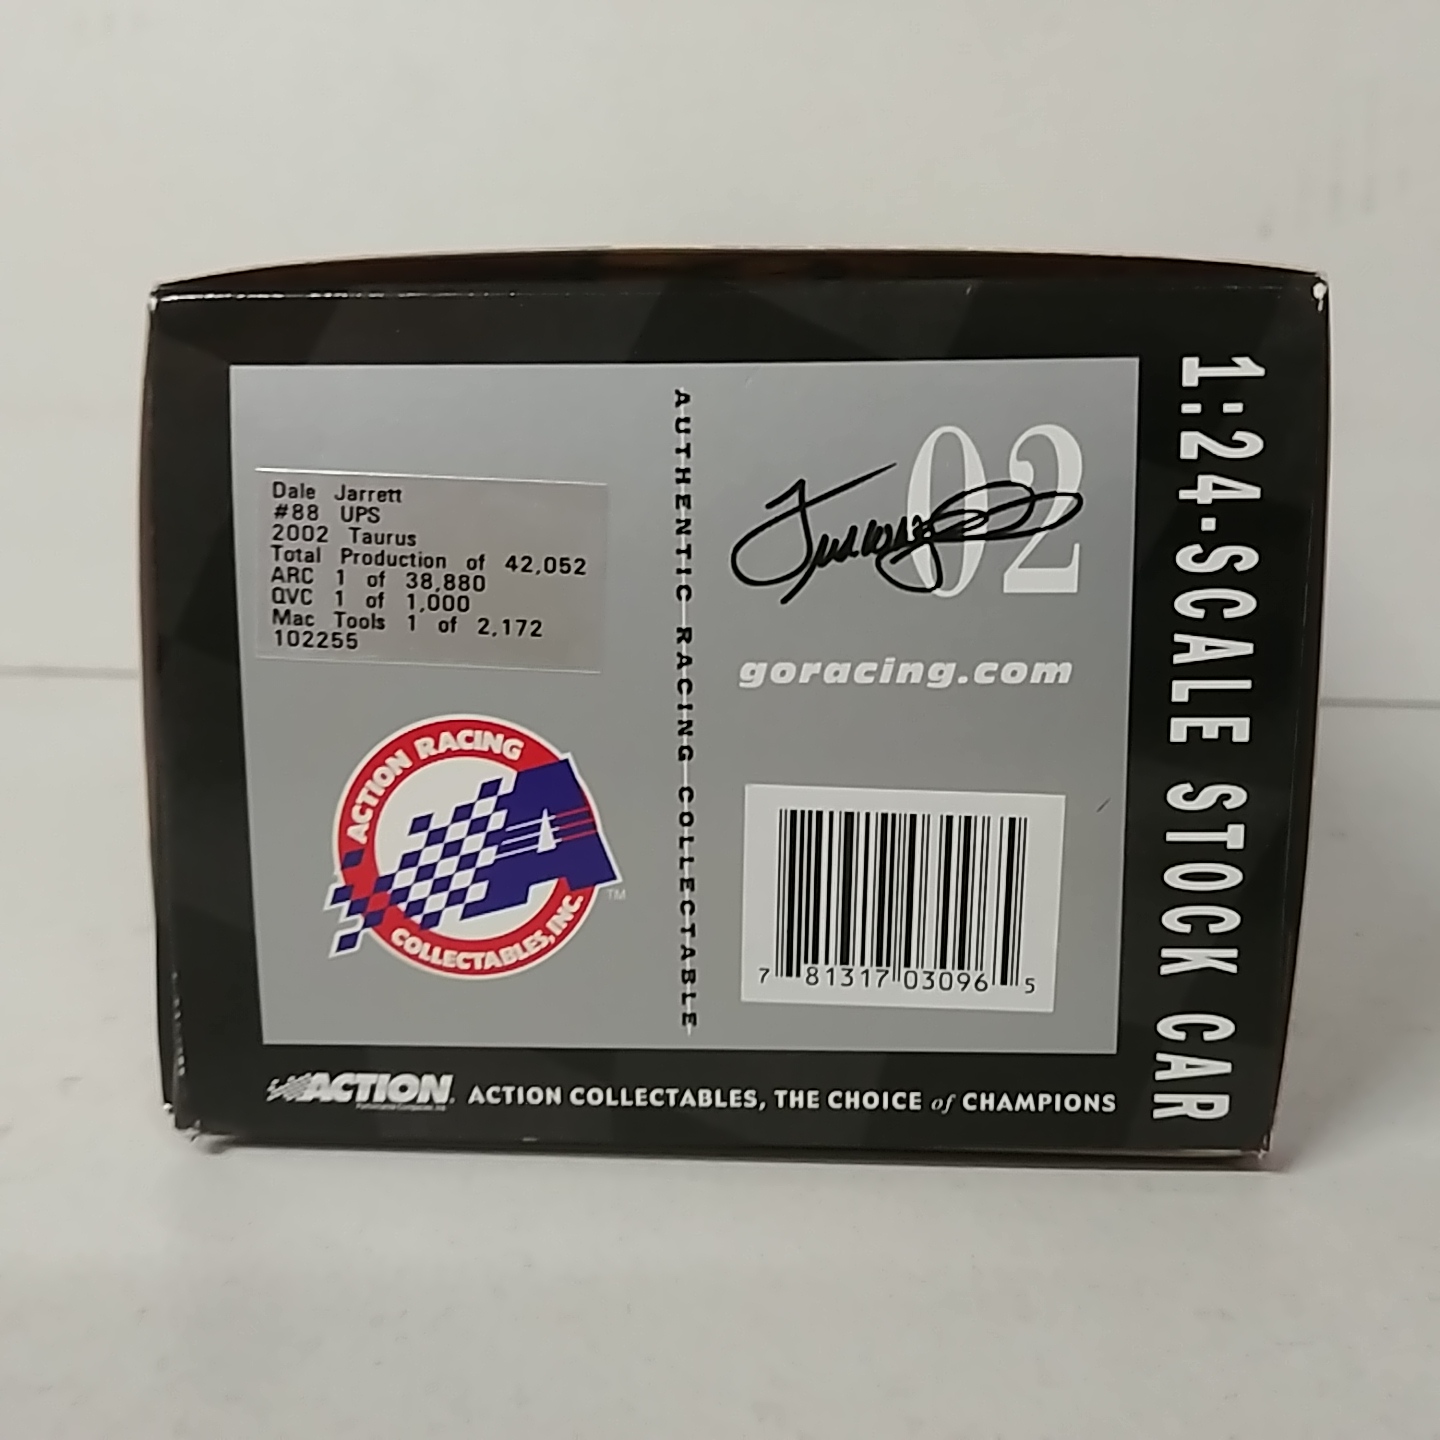 Dale Jarrett
#88 UPS
2002 Taurus
Total Production of 42,052
ARC 1 of 38,880
QVC 1 of 1,000
Mac Tools 1 of 2,172
102255
ACTION RACING
COLLECTABLES, INC.
TM
AUTHENTIC RACING COLLECTABLE
02
goracing.com
7 81317 03096 5
1:24-SCALE STOCK CAR
ACTION
ACTION COLLECTABLES, THE CHOICE of CHAMPIONS